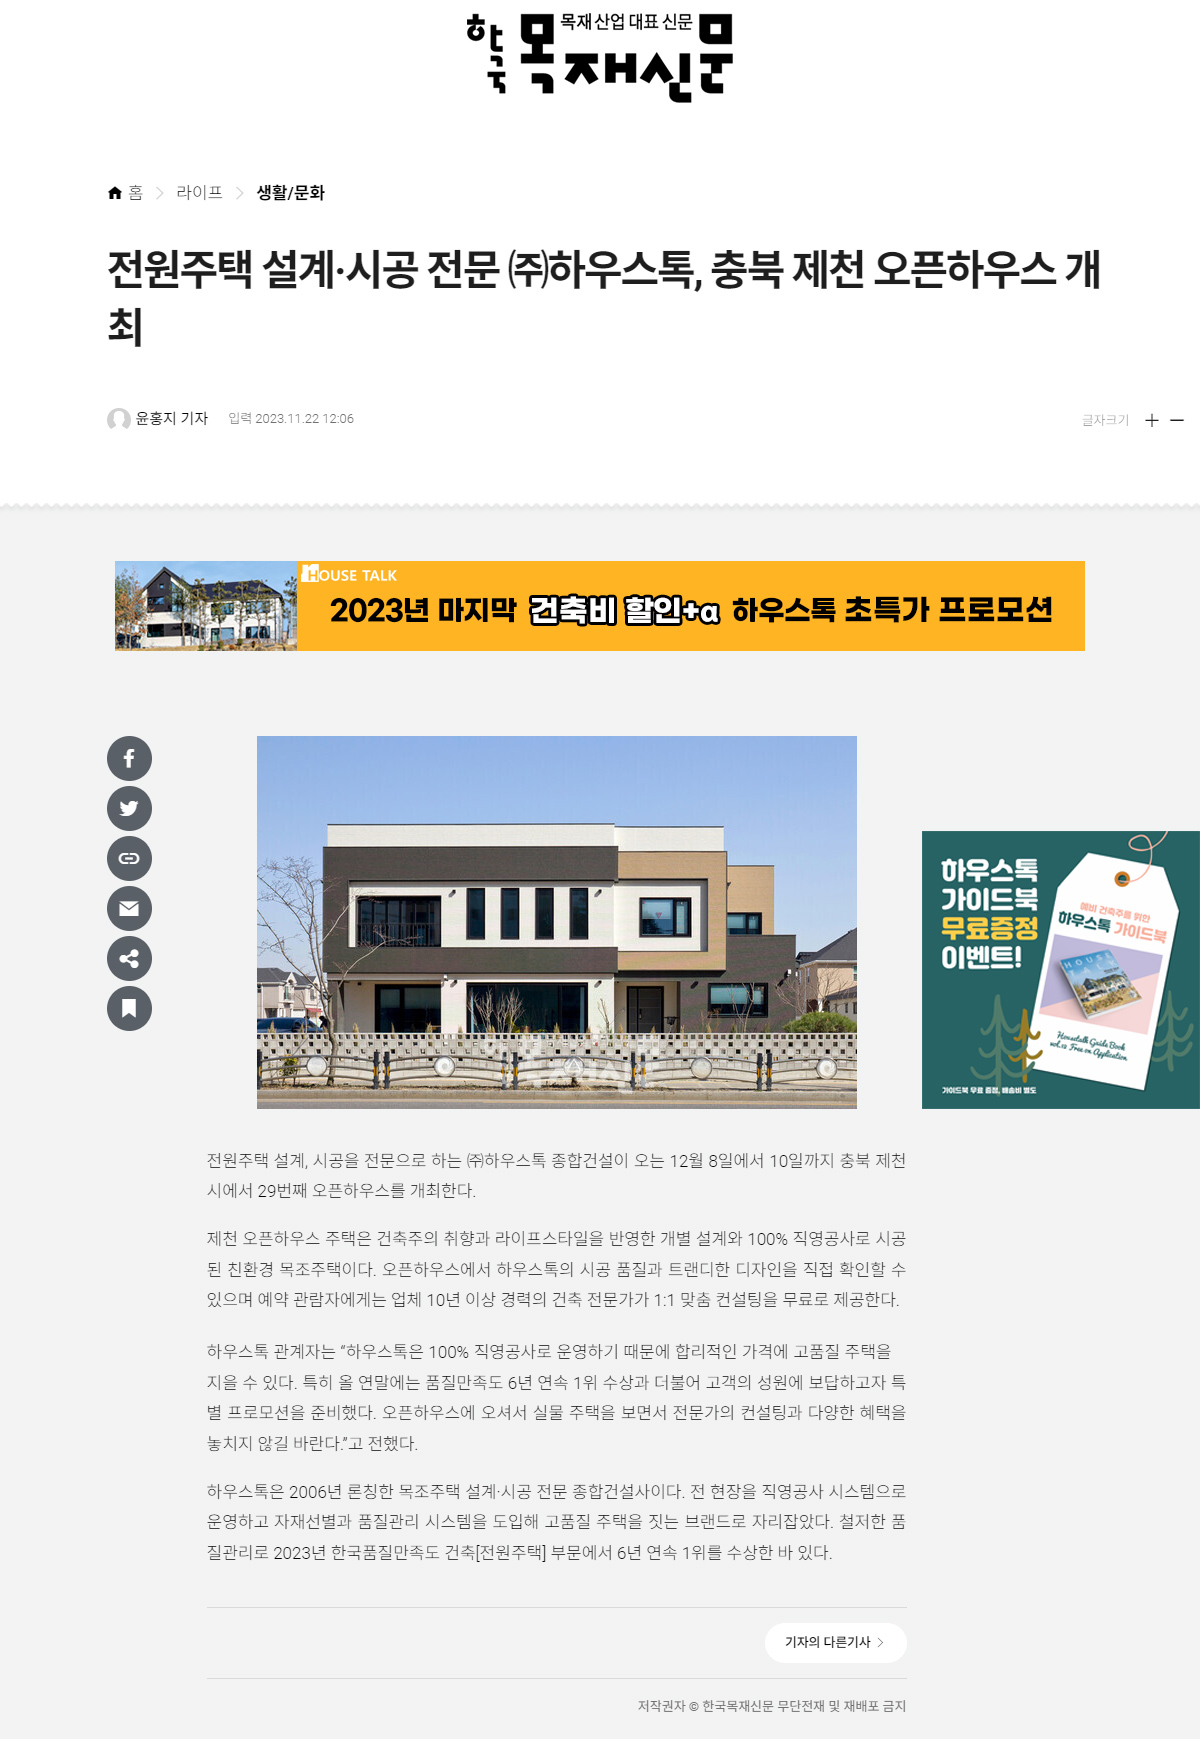 한국목재신문
목재 산업 대표 신문
홈 라이프 생활/문화
전원주택 설계·시공 전문 ㈜하우스톡, 충북 제천 오픈하우스 개
최
윤홍지 기자 입력 2023.11.22 12:06
글자크기
HOUSE TALK
2023년 마지막 건축비 할인+α 하우스톡 초특가 프로모션
하우스톡
가이드북
무료증정
이벤트!
예비 건축주를 위한
하우스톡 가이드북
HOUSE
Housetalk Guide Book
vol.12 Free on Application
가이드북 무료 증정, 배송비 별도
전원주택 설계, 시공을 전문으로 하는 ㈜하우스톡 종합건설이 오는 12월 8일에서 10일까지 충북 제천
시에서 29번째 오픈하우스를 개최한다.
제천 오픈하우스 주택은 건축주의 취향과 라이프스타일을 반영한 개별 설계와 100% 직영공사로 시공
된 친환경 목조주택이다. 오픈하우스에서 하우스톡의 시공 품질과 트랜디한 디자인을 직접 확인할 수
있으며 예약 관람자에게는 업체 10년 이상 경력의 건축 전문가가 1:1 맞춤 컨설팅을 무료로 제공한다.
하우스톡 관계자는 “하우스톡은 100% 직영공사로 운영하기 때문에 합리적인 가격에 고품질 주택을
지을 수 있다. 특히 올 연말에는 품질만족도 6년 연속 1위 수상과 더불어 고객의 성원에 보답하고자 특
별 프로모션을 준비했다. 오픈하우스에 오셔서 실물 주택을 보면서 전문가의 컨설팅과 다양한 혜택을
놓치지 않길 바란다.”고 전했다.
하우스톡은 2006년 론칭한 목조주택 설계·시공 전문 종합건설사이다. 전 현장을 직영공사 시스템으로
운영하고 자재선별과 품질관리 시스템을 도입해 고품질 주택을 짓는 브랜드로 자리잡았다. 철저한 품
질관리로 2023년 한국품질만족도 건축[전원주택] 부문에서 6년 연속 1위를 수상한 바 있다.
기자의 다른기사
저작권자 © 한국목재신문 무단전재 및 재배포 금지